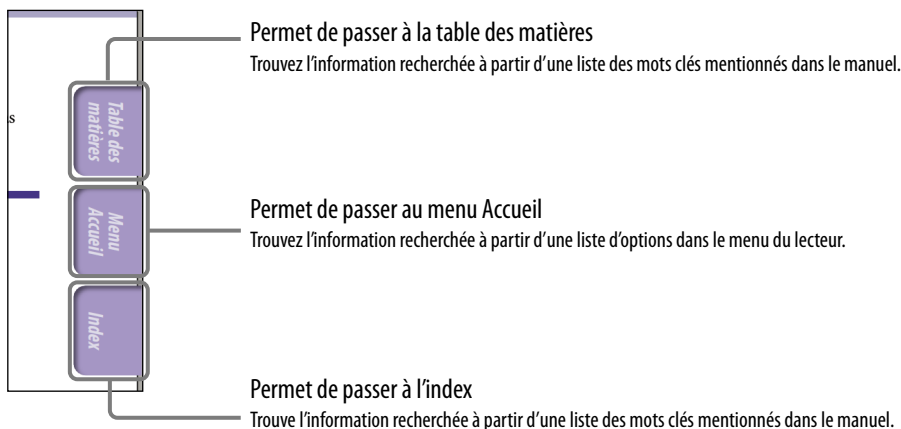 Permet de passer à la table des matières
Trouvez l’information recherchée à partir d’une liste des mots clés mentionnés dans le manuel.
s
Table des
matières
Permet de passer au menu Accueil
Trouvez l’information recherchée à partir d’une liste d’options dans le menu du lecteur.
Menu
Accueil
Index
Permet de passer à l’index
Trouve l’information recherchée à partir d’une liste des mots clés mentionnés dans le manuel.